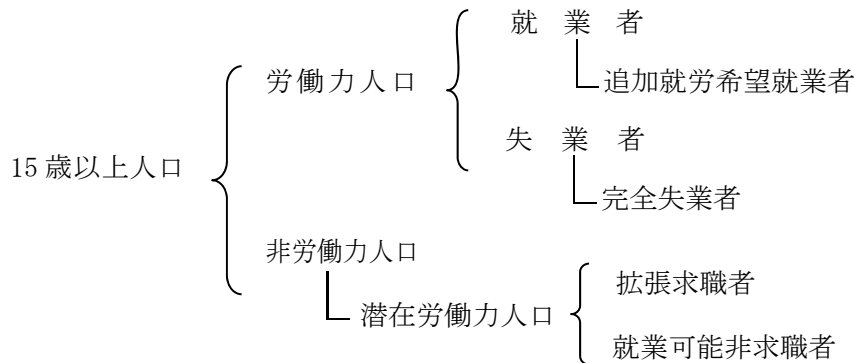 就業者
追加就労希望就業者
労働力人口
失業者
完全失業者
15歳以上人口
非労働力人口
潜在労働力人口
拡張求職者
就業可能非求職者